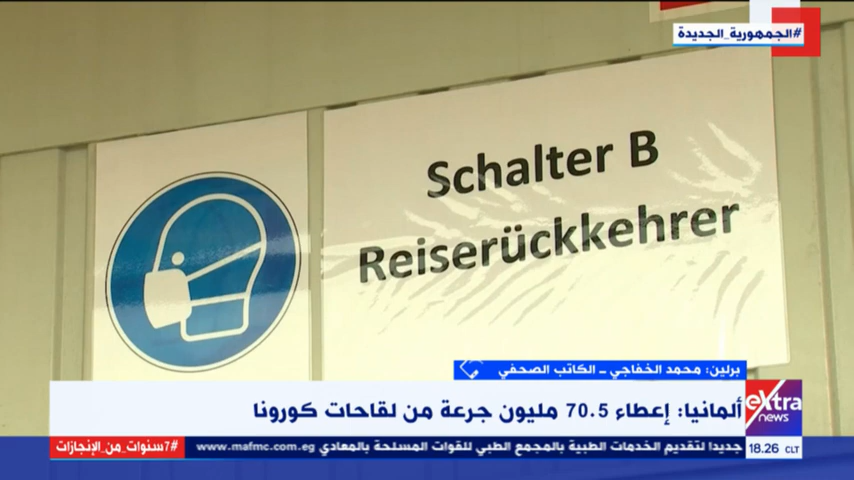 #الجمهورية_الجديدة
Schalter B
Reiserückkehrer
برلين: محمد الخفاجي – الكاتب الصحفي
ألمانيا: إعطاء 70.5 مليون جرعة من لقاحات كورونا
eXtra
news
18.26 CLT
جديدا لتقديم الخدمات الطبية بالمجمع الطبي للقوات المسلحة بالمعادي www.mafmc.com.eg
#7سنوات_من_الإنجازات